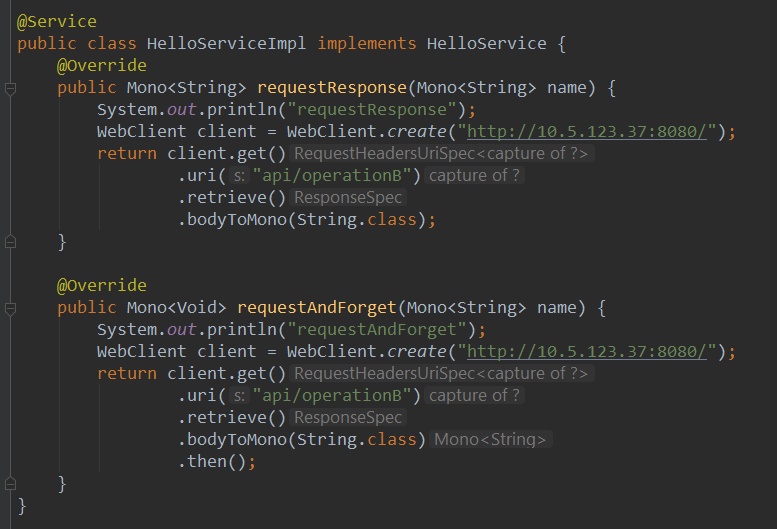 @Service
public class HelloServiceImpl implements HelloService {
@Override
public Mono<String> requestResponse(Mono<String> name) {
System.out.println("requestResponse");
WebClient client = WebClient.create("http://10.5.123.37:8080/");
return client.get() RequestHeadersUriSpec<capture of ?>
.uri( s: "api/operationB") capture of ?
.retrieve() ResponseSpec
.bodyToMono(String.class);
}
@Override
public Mono<Void> requestAndForget(Mono<String> name) {
System.out.println("requestAndForget");
WebClient client = WebClient.create("http://10.5.123.37:8080/");
return client.get() RequestHeadersUriSpec<capture of ?>
.uri( s: "api/operationB") capture of ?
.retrieve() ResponseSpec
.bodyToMono(String.class) Mono<String>
.then();
}
}